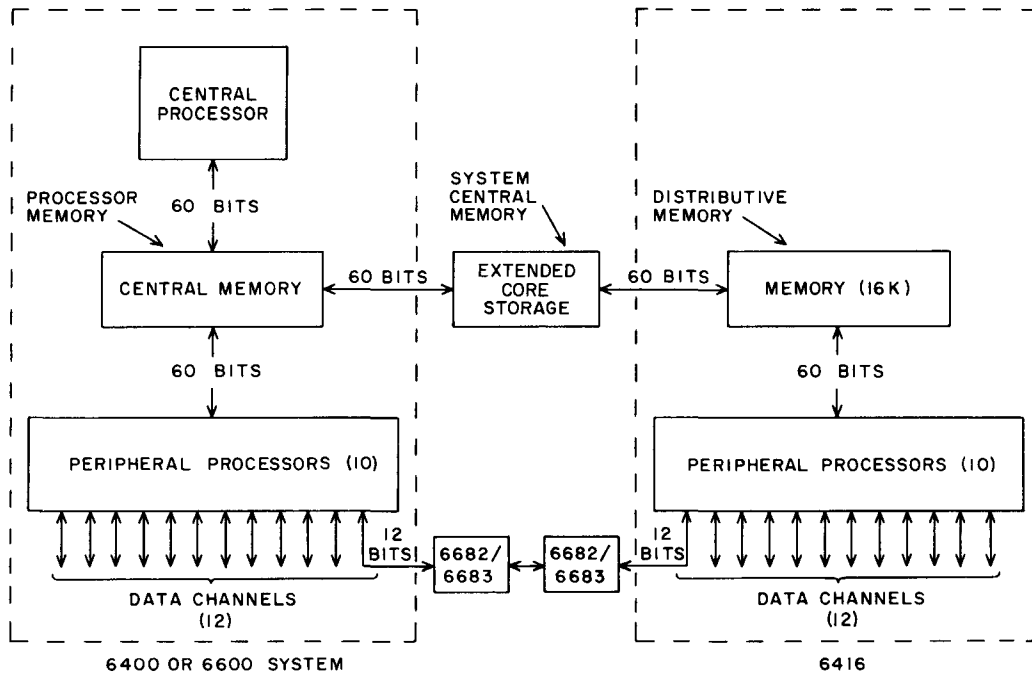 CENTRAL
PROCESSOR
PROCESSOR
MEMORY
60 BITS
SYSTEM
CENTRAL
MEMORY
DISTRIBUTIVE
MEMORY
CENTRAL MEMORY
60 BITS
EXTENDED
CORE
STORAGE
60 BITS
MEMORY (16K)
60 BITS
60 BITS
PERIPHERAL PROCESSORS (10)
PERIPHERAL PROCESSORS (10)
12
BITS
6682/
6683
6682/
6683
12
BITS
DATA CHANNELS
(12)
DATA CHANNELS
(12)
6400 OR 6600 SYSTEM
6416